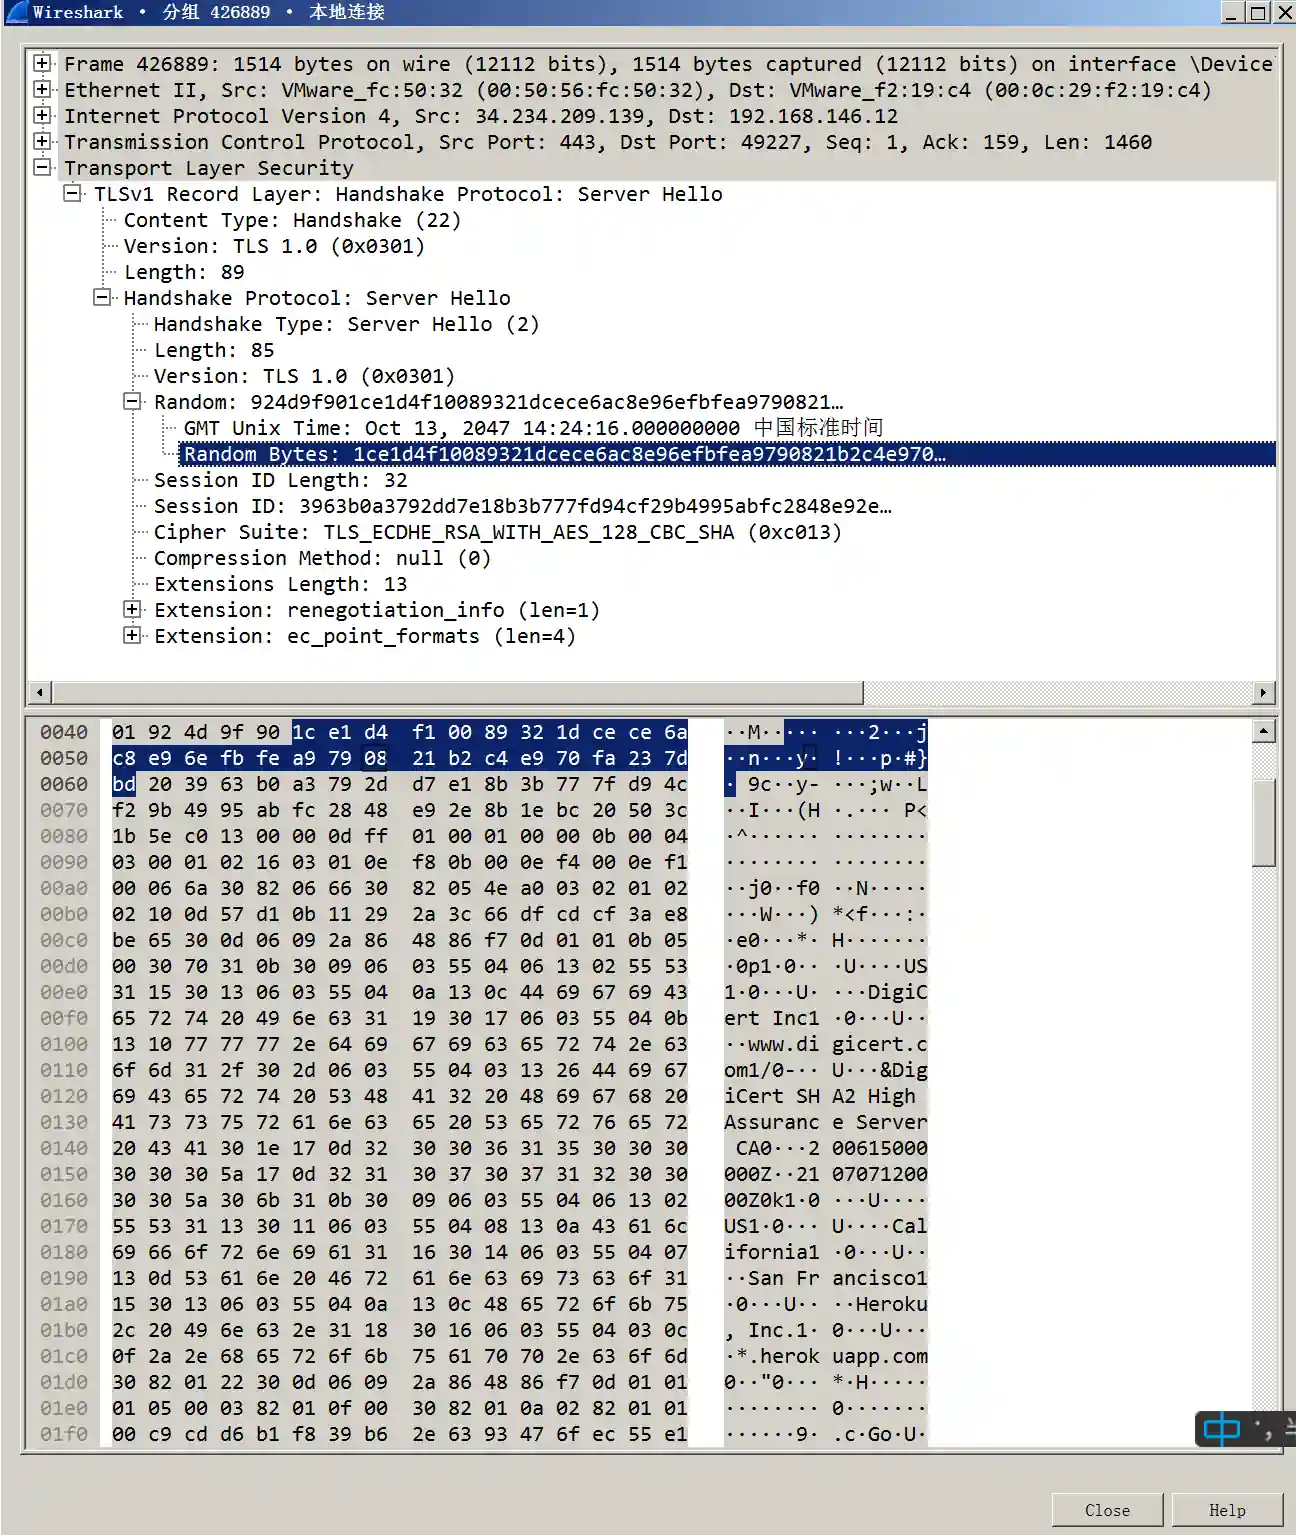 Wireshark · 分组 426889 · 本地连接
Frame 426889: 1514 bytes on wire (12112 bits), 1514 bytes captured (12112 bits) on interface \Device
Ethernet II, Src: VMware_fc:50:32 (00:50:56:fc:50:32), Dst: VMware_f2:19:c4 (00:0c:29:f2:19:c4)
Internet Protocol Version 4, Src: 34.234.209.139, Dst: 192.168.146.12
Transmission Control Protocol, Src Port: 443, Dst Port: 49227, Seq: 1, Ack: 159, Len: 1460
Transport Layer Security
TLSv1 Record Layer: Handshake Protocol: Server Hello
Content Type: Handshake (22)
Version: TLS 1.0 (0x0301)
Length: 89
Handshake Protocol: Server Hello
Handshake Type: Server Hello (2)
Length: 85
Version: TLS 1.0 (0x0301)
Random: 924d9f901ce1d4f10089321dcece6ac8e96efbfea9790821…
GMT Unix Time: Oct 13, 2047 14:24:16.000000000 中国标准时间
Random Bytes: 1ce1d4f10089321dcece6ac8e96efbfea9790821b2c4e970…
Session ID Length: 32
Session ID: 3963b0a3792dd7e18b3b777fd94cf29b4995abfc2848e92e…
Cipher Suite: TLS_ECDHE_RSA_WITH_AES_128_CBC_SHA (0xc013)
Compression Method: null (0)
Extensions Length: 13
Extension: renegotiation_info (len=1)
Extension: ec_point_formats (len=4)
0040 01 92 4d 9f 90 1c e1 d4 f1 00 89 32 1d ce ce 6a ··M····· ···2···j
0050 c8 e9 6e fb fe a9 79 08 21 b2 c4 e9 70 fa 23 7d ··n···y· !···p·#}
0060 bd 20 39 63 b0 a3 79 2d d7 e1 8b 3b 77 7f d9 4c · 9c··y- ···;w··L
0070 f2 9b 49 95 ab fc 28 48 e9 2e 8b 1e bc 20 50 3c ··I···(H ·.··· P<
0080 1b 5e c0 13 00 00 0d ff 01 00 01 00 00 0b 00 04 ·^······ ········
0090 03 00 01 02 16 03 01 0e f8 0b 00 0e f4 00 0e f1 ········ ········
00a0 00 06 6a 30 82 06 66 30 82 05 4e a0 03 02 01 02 ··j0··f0 ··N·····
00b0 02 10 0d 57 d1 0b 11 29 2a 3c 66 df cd cf 3a e8 ···W···) *<f···:·
00c0 be 65 30 0d 06 09 2a 86 48 86 f7 0d 01 01 0b 05 ·e0···*· H·······
00d0 00 30 70 31 0b 30 09 06 03 55 04 06 13 02 55 53 ·0p1·0·· ·U····US
00e0 31 15 30 13 06 03 55 04 0a 13 0c 44 69 67 69 43 1·0···U· ···DigiC
00f0 65 72 74 20 49 6e 63 31 19 30 17 06 03 55 04 0b ert Inc1 ·0···U··
0100 13 10 77 77 77 2e 64 69 67 69 63 65 72 74 2e 63 ··www.di gicert.c
0110 6f 6d 31 2f 30 2d 06 03 55 04 03 13 26 44 69 67 om1/0-·· U···&Dig
0120 69 43 65 72 74 20 53 48 41 32 20 48 69 67 68 20 iCert SH A2 High
0130 41 73 73 75 72 61 6e 63 65 20 53 65 72 76 65 72 Assuranc e Server
0140 20 43 41 30 1e 17 0d 32 30 30 36 31 35 30 30 30 CA0···2 00615000
0150 30 30 30 5a 17 0d 32 31 30 37 30 37 31 32 30 30 000Z··21 07071200
0160 30 30 5a 30 6b 31 0b 30 09 06 03 55 04 06 13 02 00Z0k1·0 ···U····
0170 55 53 31 13 30 11 06 03 55 04 08 13 0a 43 61 6c US1·0··· U····Cal
0180 69 66 6f 72 6e 69 61 31 16 30 14 06 03 55 04 07 ifornia1 ·0···U··
0190 13 0d 53 61 6e 20 46 72 61 6e 63 69 73 63 6f 31 ··San Fr ancisco1
01a0 15 30 13 06 03 55 04 0a 13 0c 48 65 72 6f 6b 75 ·0···U·· ··Heroku
01b0 2c 20 49 6e 63 2e 31 18 30 16 06 03 55 04 03 0c , Inc.1· 0···U···
01c0 0f 2a 2e 68 65 72 6f 6b 75 61 70 70 2e 63 6f 6d ·*.herok uapp.com
01d0 30 82 01 22 30 0d 06 09 2a 86 48 86 f7 0d 01 01 0··"0··· *·H·····
01e0 01 05 00 03 82 01 0f 00 30 82 01 0a 02 82 01 01 ········ 0·······
01f0 00 c9 cd d6 b1 f8 39 b6 2e 63 93 47 6f ec 55 e1 ······9· .c·Go·U·
中 ·,
Close Help